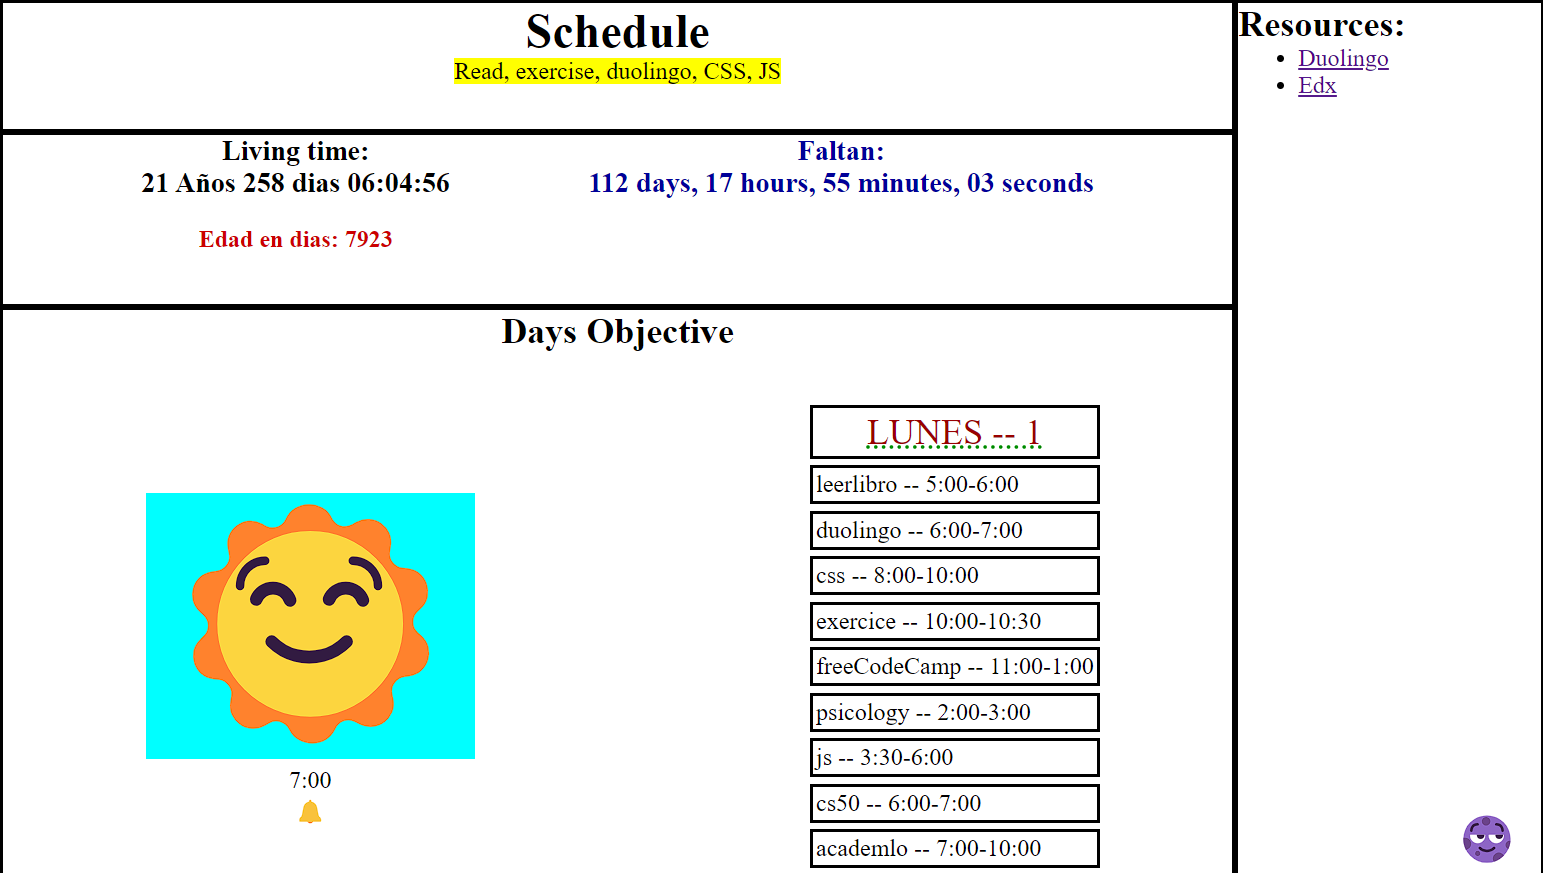 Schedule
Read, exercise, duolingo, CSS, JS
Living time:
21 Años 258 dias 06:04:56
Edad en dias: 7923
Faltan:
112 days, 17 hours, 55 minutes, 03 seconds
Days Objective
7:00
LUNES -- 1
leerlibro -- 5:00-6:00
duolingo -- 6:00-7:00
css -- 8:00-10:00
exercice -- 10:00-10:30
freeCodeCamp -- 11:00-1:00
psicology -- 2:00-3:00
js -- 3:30-6:00
cs50 -- 6:00-7:00
academlo -- 7:00-10:00
Resources:
Duolingo
Edx